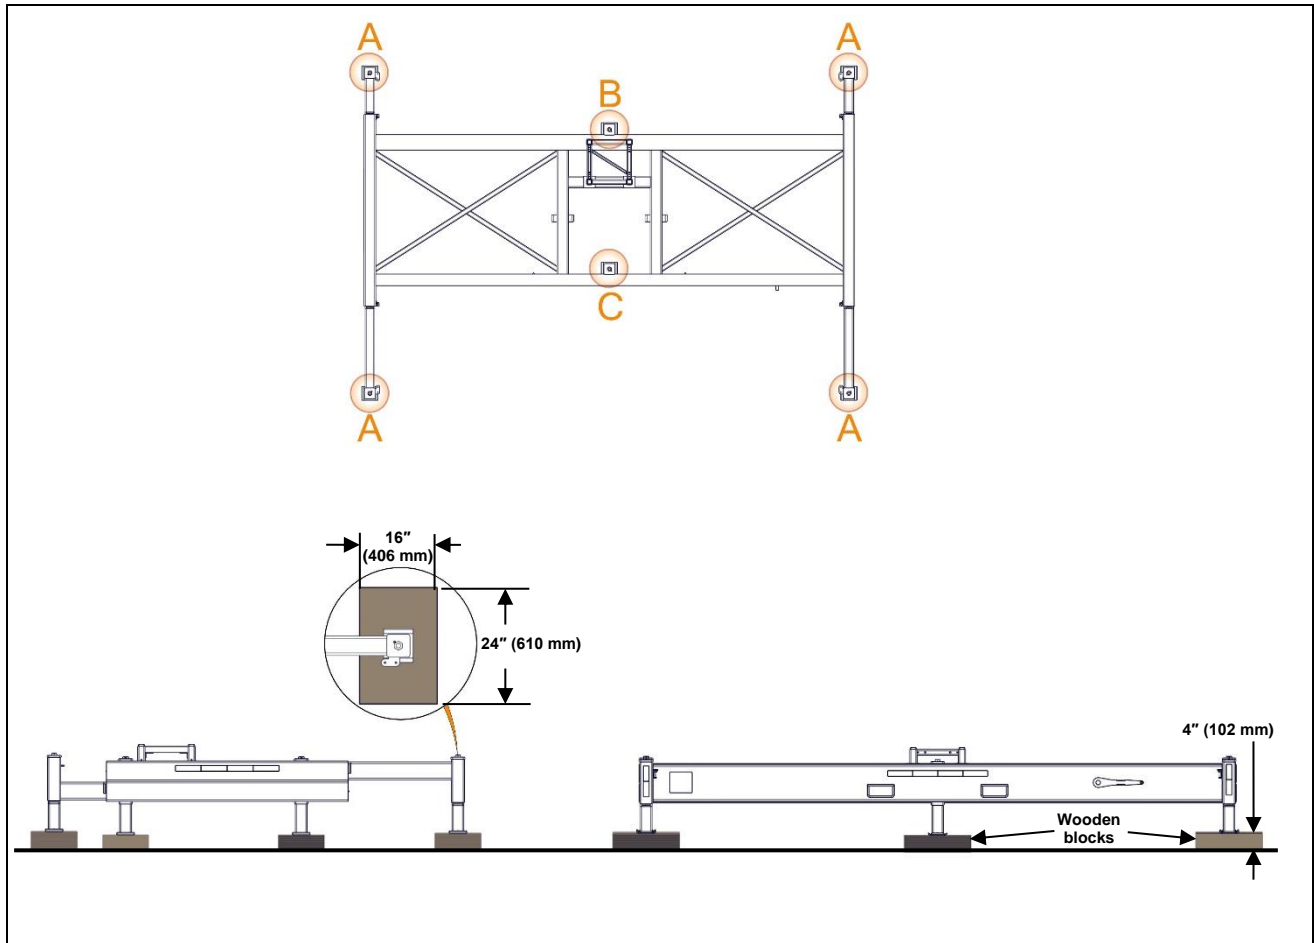 A
A
B
C
A
A
16″
(406 mm)
24″ (610 mm)
4″ (102 mm)
Wooden
blocks